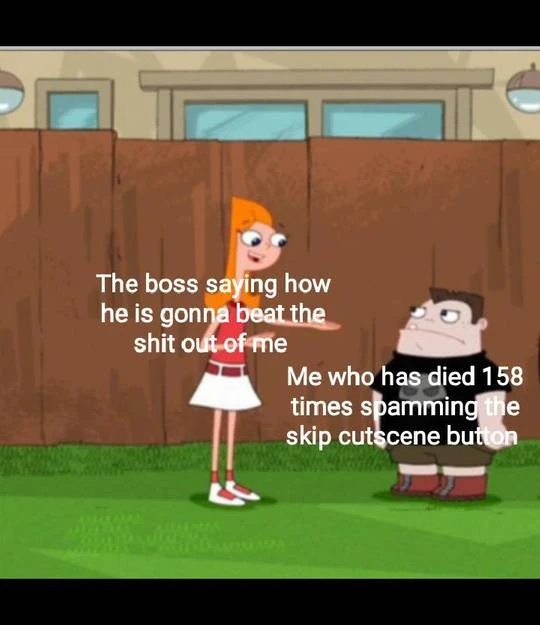 The boss saying how
he is gonna beat the
shit out of me
Me who has died 158
times spamming the
skip cutscene button